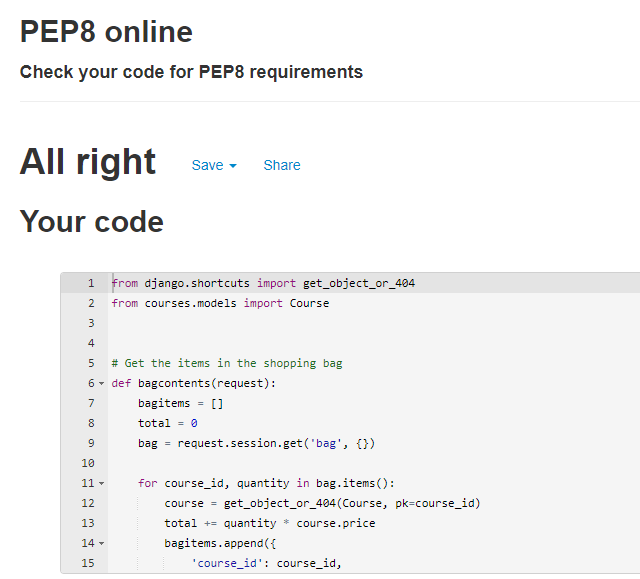 PEP8 online
Check your code for PEP8 requirements
All right Save Share
Your code
1 from django.shortcuts import get_object_or_404
2 from courses.models import Course
3
4
5 # Get the items in the shopping bag
6 def bagcontents(request):
7 bagitems = []
8 total = 0
9 bag = request.session.get('bag', {})
10
11 for course_id, quantity in bag.items():
12 course = get_object_or_404(Course, pk=course_id)
13 total += quantity * course.price
14 bagitems.append({
15 'course_id': course_id,